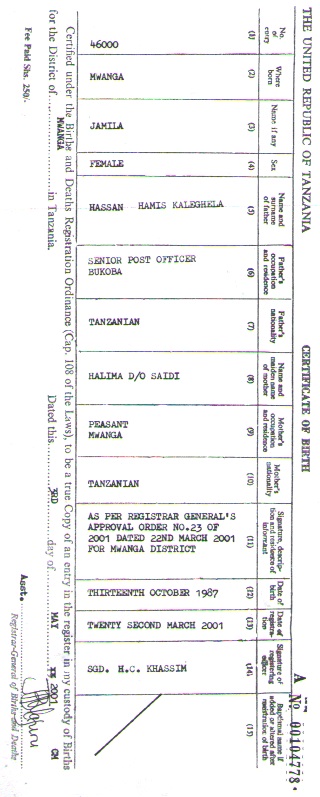 THE UNITED REPUBLIC OF TANZANIA
CERTIFICATE OF BIRTH
A Nº 00104778
No. of entry
Where born
Name if any
Sex
Name and surname of father
Father's occupation and residence
Father's nationality
Name and maiden name of mother
Mother's occupation and residence
Mother's nationality
Signature, description and residence of informant
Date of birth
Date of registration
Signature of registering officer
Baptismal name if added or altered after registration of birth
(1)
(2)
(3)
(4)
(5)
(6)
(7)
(8)
(9)
(10)
(11)
(12)
(13)
(14)
(15)
46000
MWANGA
JAMILA
FEMALE
HASSAN HAMIS KALEGHELA
SENIOR POST OFFICER
BUKOBA
TANZANIAN
HALIMA D/O SAIDI
PEASANT
MWANGA
TANZANIAN
AS PER REGISTRAR GENERAL'S
APPROVAL ORDER NO.23 OF
2001 DATED 22ND MARCH 2001
FOR MWANGA DISTRICT
THIRTEENTH OCTOBER 1987
TWENTY SECOND MARCH 2001
SGD. H.C. KHASSIM
Certified under the Births and Deaths Registration Ordinance (Cap. 108 of the Laws), to be a true Copy of an entry in the register in my custody of Births
for the District of MWANGA in Tanzania.
Dated this 3RD day of MAY 2001 CM
Fee Paid Shs. 250/-
Asst. Registrar-General of Births and Deaths